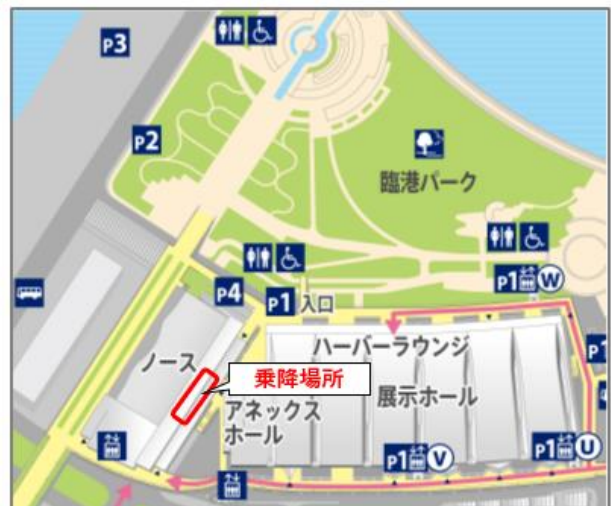 P3
P2
臨港パーク
P1 W
P4
P1 入口
P1
ハーバーラウンジ
ノース
乗降場所
展示ホール
アネックス
ホール
P1 V
P1 U